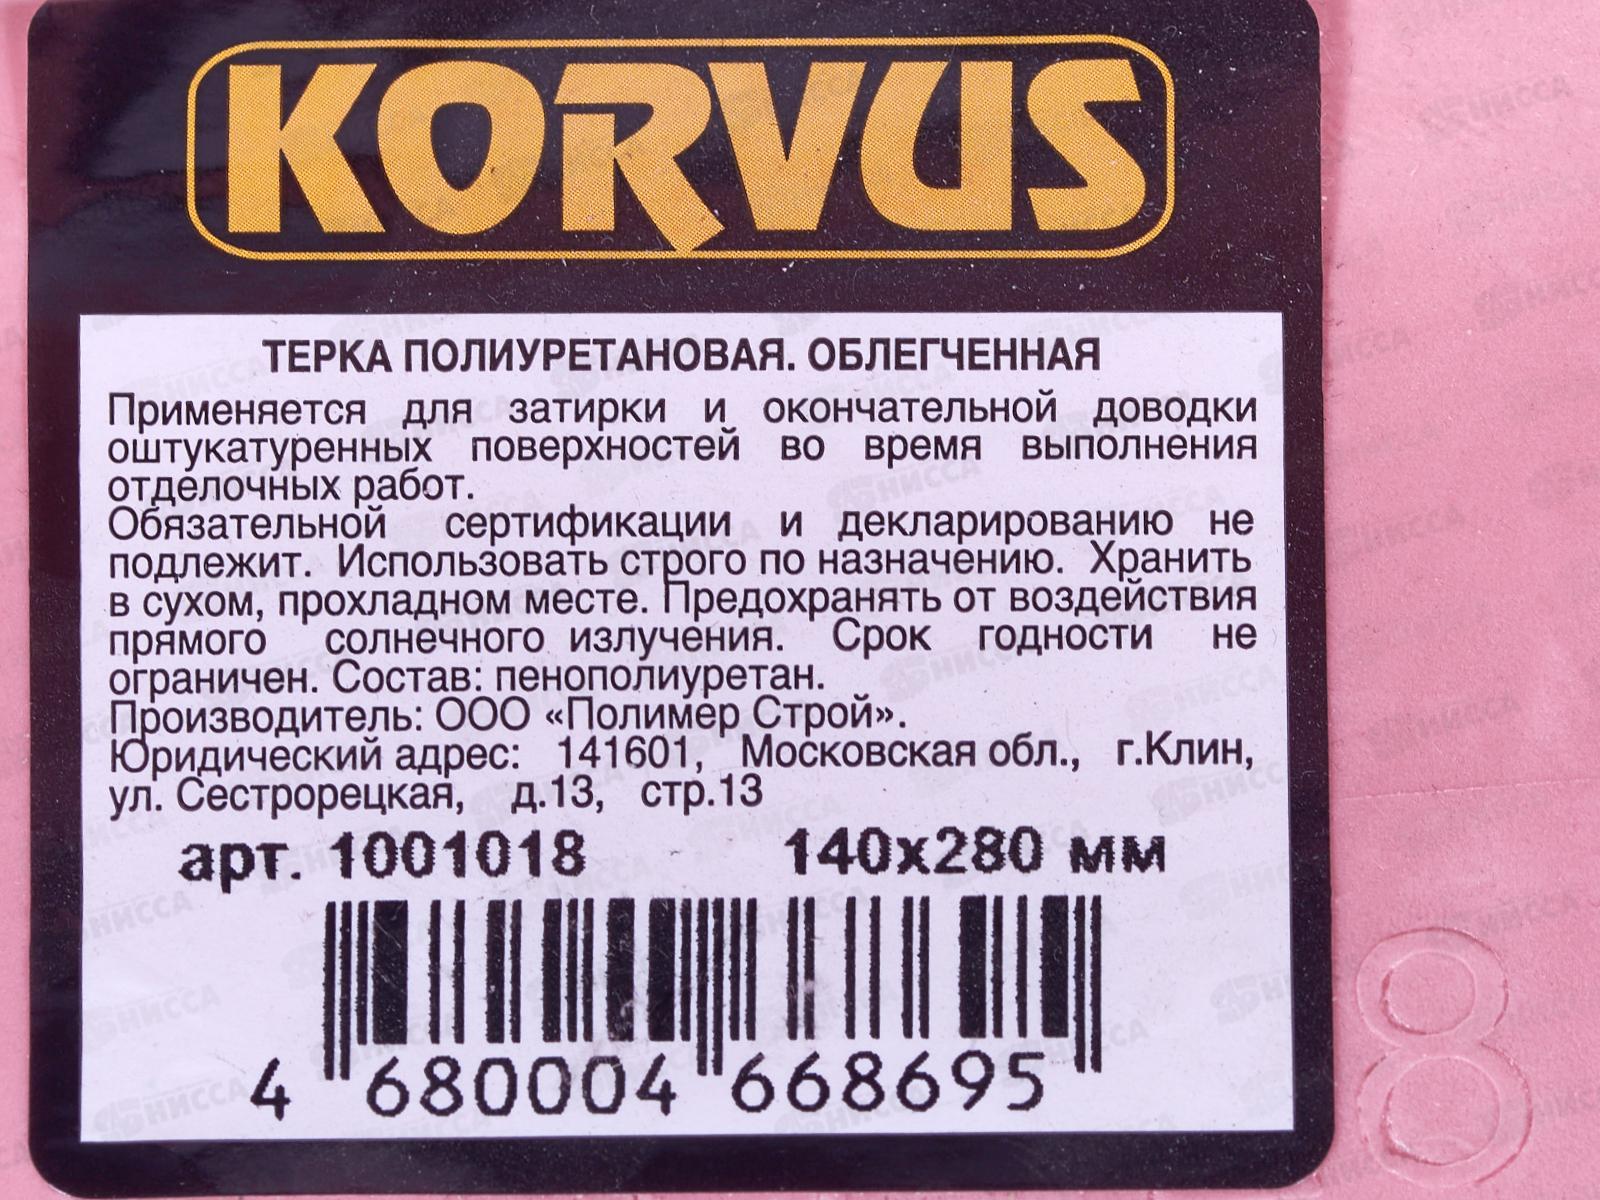 KORVUS
ТЕРКА ПОЛИУРЕТАНОВАЯ. ОБЛЕГЧЕННАЯ
Применяется для затирки и окончательной доводки
оштукатуренных поверхностей во время выполнения
отделочных работ.
Обязательной сертификации и декларированию не
подлежит. Использовать строго по назначению. Хранить
в сухом, прохладном месте. Предохранять от воздействия
прямого солнечного излучения. Срок годности не
ограничен. Состав: пенополиуретан.
Производитель: ООО «Полимер Строй».
Юридический адрес: 141601, Московская обл., г.Клин,
ул. Сестрорецкая, д.13, стр.13
арт. 1001018 140х280 мм
4 680004 668695
8
НИССА